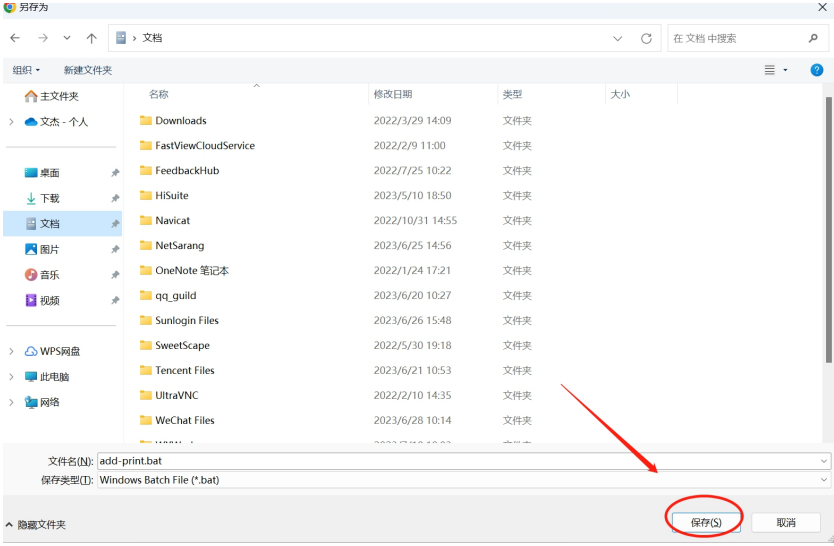 另存为
文档
在 文档 中搜索
组织
新建文件夹
主文件夹
文杰 - 个人
桌面
下载
文档
图片
音乐
视频
WPS网盘
此电脑
网络
名称 修改日期 类型 大小
Downloads 2022/3/29 14:09 文件夹
FastViewCloudService 2022/2/9 11:00 文件夹
FeedbackHub 2022/7/25 10:22 文件夹
HiSuite 2023/5/10 18:50 文件夹
Navicat 2022/10/31 14:55 文件夹
NetSarang 2023/6/25 14:56 文件夹
OneNote 笔记本 2022/1/24 17:21 文件夹
qq_guild 2023/6/20 10:27 文件夹
Sunlogin Files 2023/6/26 15:48 文件夹
SweetScape 2022/5/30 19:18 文件夹
Tencent Files 2023/6/21 10:53 文件夹
UltraVNC 2022/2/10 14:35 文件夹
WeChat Files 2023/6/28 10:14 文件夹
文件名(N): add-print.bat
保存类型(T): Windows Batch File (*.bat)
隐藏文件夹
保存(S)
取消